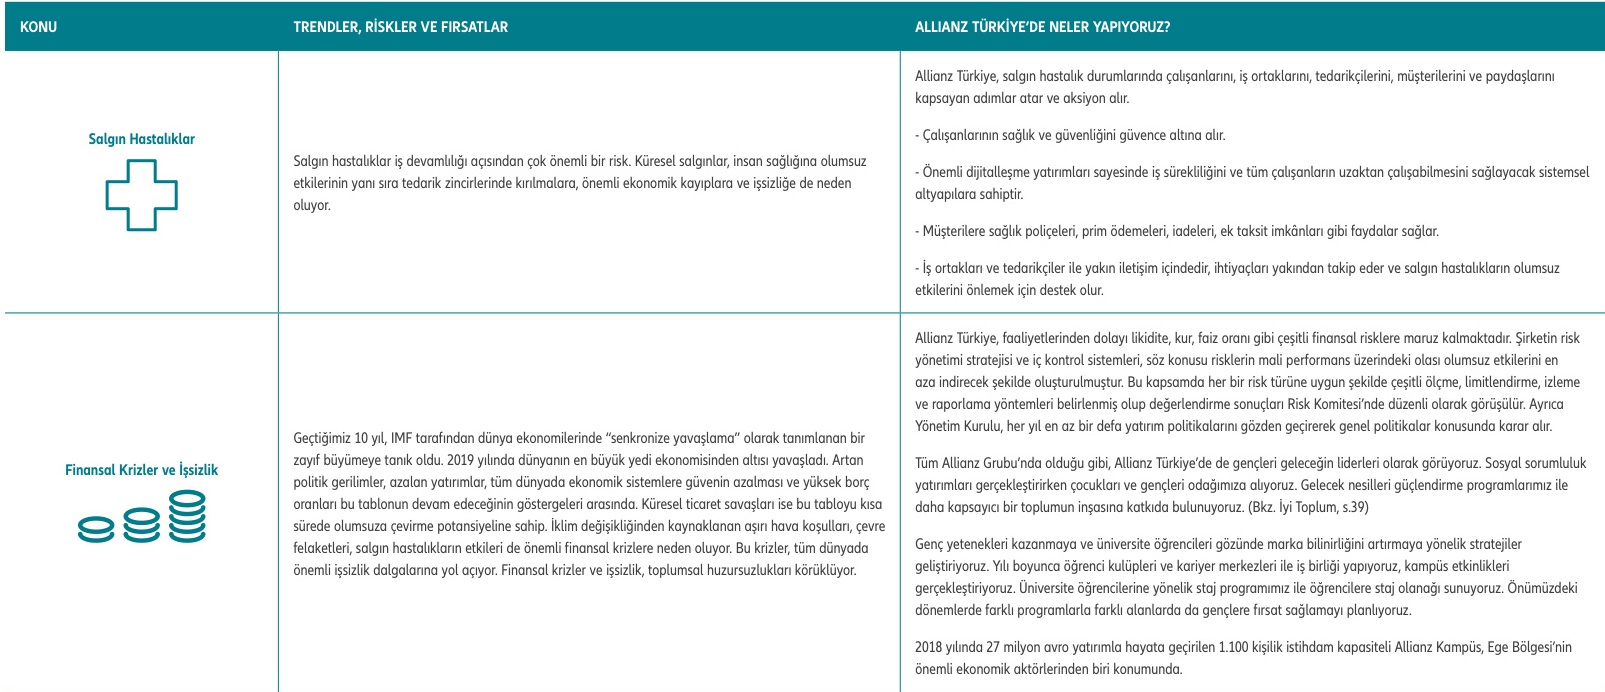 KONU
TRENDLER, RİSKLER VE FIRSATLAR
ALLIANZ TÜRKİYE’DE NELER YAPIYORUZ?
Salgın Hastalıklar
Salgın hastalıklar iş devamlılığı açısından çok önemli bir risk. Küresel salgınlar, insan sağlığına olumsuz
etkilerinin yanı sıra tedarik zincirlerinde kırılmalara, önemli ekonomik kayıplara ve işsizliğe de neden
oluyor.
Allianz Türkiye, salgın hastalık durumlarında çalışanlarını, iş ortaklarını, tedarikçilerini, müşterilerini ve paydaşlarını
kapsayan adımlar atar ve aksiyon alır.
- Çalışanlarının sağlık ve güvenliğini güvence altına alır.
- Önemli dijitalleşme yatırımları sayesinde iş sürekliliğini ve tüm çalışanların uzaktan çalışabilmesini sağlayacak sistemsel
altyapılara sahiptir.
- Müşterilere sağlık poliçeleri, prim ödemeleri, iadeleri, ek taksit imkânları gibi faydalar sağlar.
- İş ortakları ve tedarikçiler ile yakın iletişim içindedir, ihtiyaçları yakından takip eder ve salgın hastalıkların olumsuz
etkilerini önlemek için destek olur.
Finansal Krizler ve İşsizlik
Geçtiğimiz 10 yıl, IMF tarafından dünya ekonomilerinde “senkronize yavaşlama” olarak tanımlanan bir
zayıf büyümeye tanık oldu. 2019 yılında dünyanın en büyük yedi ekonomisinden altısı yavaşladı. Artan
politik gerilimler, azalan yatırımlar, tüm dünyada ekonomik sistemlere güvenin azalması ve yüksek borç
oranları bu tablonun devam edeceğinin göstergeleri arasında. Küresel ticaret savaşları ise bu tabloyu kısa
sürede olumsuza çevirme potansiyeline sahip. İklim değişikliğinden kaynaklanan aşırı hava koşulları, çevre
felaketleri, salgın hastalıkların etkileri de önemli finansal krizlere neden oluyor. Bu krizler, tüm dünyada
önemli işsizlik dalgalarına yol açıyor. Finansal krizler ve işsizlik, toplumsal huzursuzlukları körüklüyor.
Allianz Türkiye, faaliyetlerinden dolayı likidite, kur, faiz oranı gibi çeşitli finansal risklere maruz kalmaktadır. Şirketin risk
yönetimi stratejisi ve iç kontrol sistemleri, söz konusu risklerin mali performans üzerindeki olası olumsuz etkilerini en
aza indirecek şekilde oluşturulmuştur. Bu kapsamda her bir risk türüne uygun şekilde çeşitli ölçme, limitlendirme, izleme
ve raporlama yöntemleri belirlenmiş olup değerlendirme sonuçları Risk Komitesi’nde düzenli olarak görüşülür. Ayrıca
Yönetim Kurulu, her yıl en az bir defa yatırım politikalarını gözden geçirerek genel politikalar konusunda karar alır.
Tüm Allianz Grubu’nda olduğu gibi, Allianz Türkiye’de de gençleri geleceğin liderleri olarak görüyoruz. Sosyal sorumluluk
yatırımları gerçekleştirirken çocukları ve gençleri odağımıza alıyoruz. Gelecek nesilleri güçlendirme programlarımız ile
daha kapsayıcı bir toplumun inşasına katkıda bulunuyoruz. (Bkz. İyi Toplum, s.39)
Genç yetenekleri kazanmaya ve üniversite öğrencileri gözünde marka bilinirliğini artırmaya yönelik stratejiler
geliştiriyoruz. Yılı boyunca öğrenci kulüpleri ve kariyer merkezleri ile iş birliği yapıyoruz, kampüs etkinlikleri
gerçekleştiriyoruz. Üniversite öğrencilerine yönelik staj programımız ile öğrencilere staj olanağı sunuyoruz. Önümüzdeki
dönemlerde farklı programlarla farklı alanlarda da gençlere fırsat sağlamayı planlıyoruz.
2018 yılında 27 milyon avro yatırımla hayata geçirilen 1.100 kişilik istihdam kapasiteli Allianz Kampüs, Ege Bölgesi’nin
önemli ekonomik aktörlerinden biri konumunda.